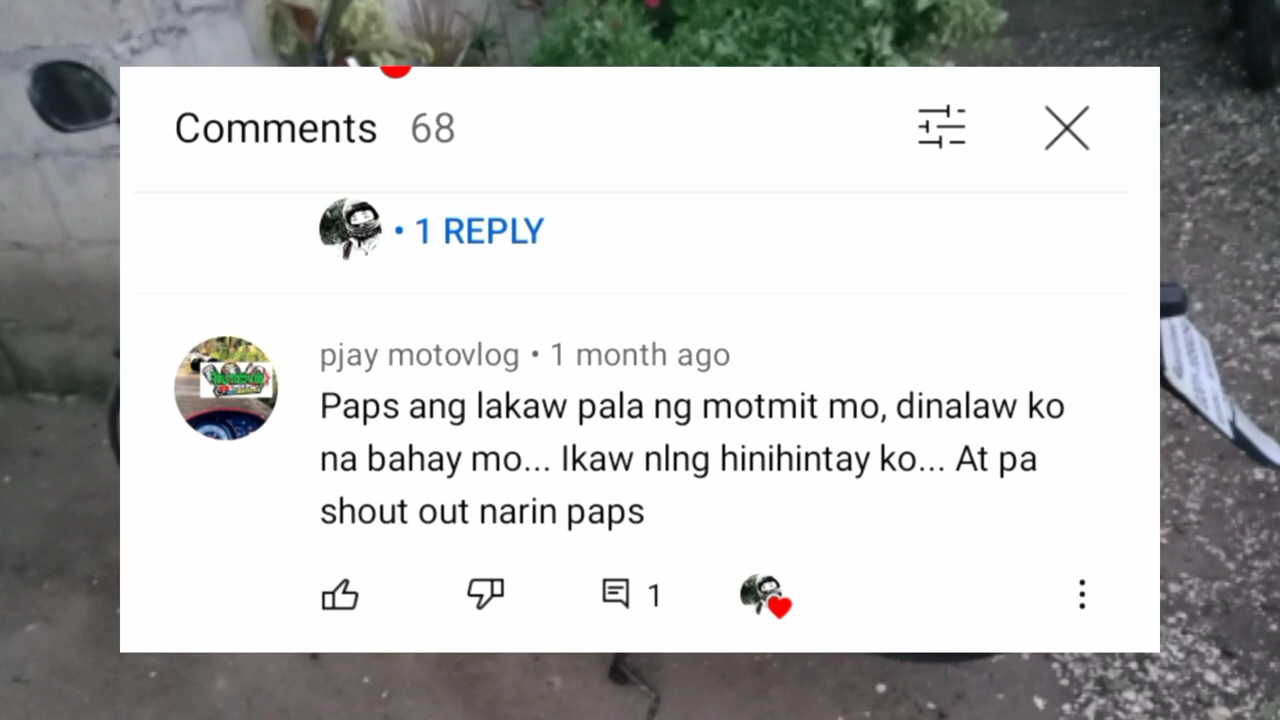 Comments 68
• 1 REPLY
pjay motovlog • 1 month ago
Paps ang lakaw pala ng motmit mo, dinalaw ko
na bahay mo... Ikaw nlng hinihintay ko... At pa
shout out narin paps
1